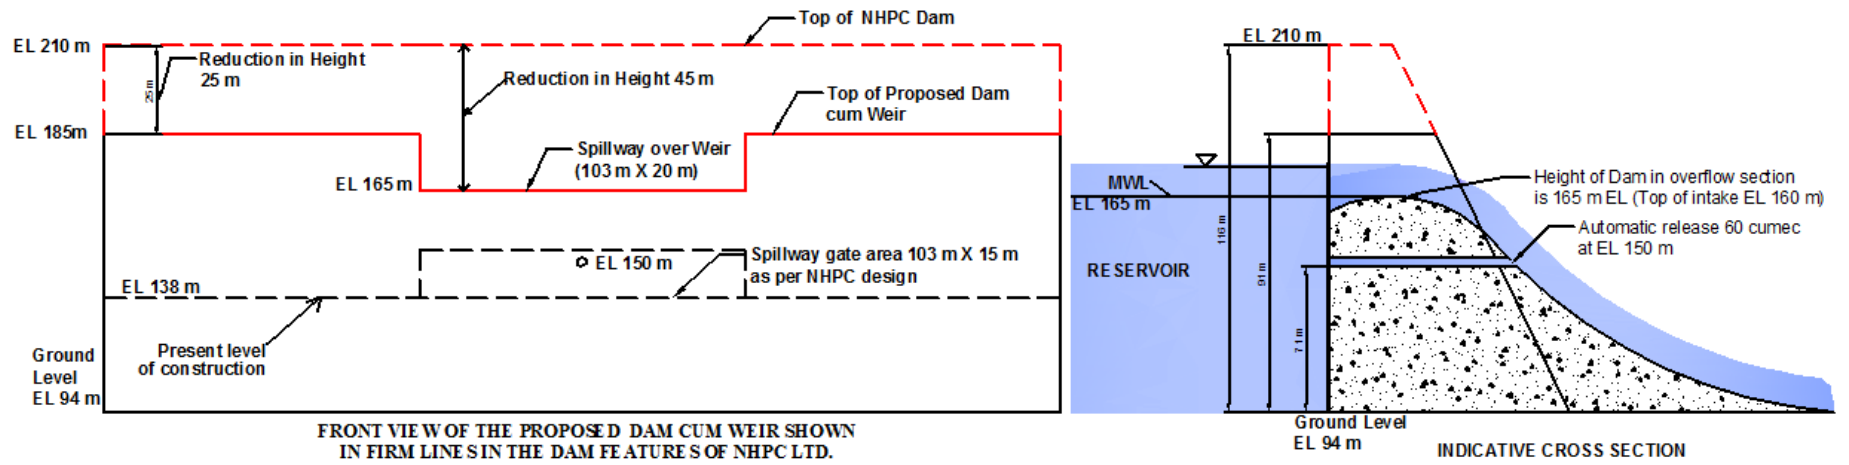 Top of NHPC Dam
EL 210 m
Reduction in Height
25 m
25 m
Reduction in Height 45 m
Top of Proposed Dam
cum Weir
EL 185m
Spillway over Weir
(103 m X 20 m)
EL 165 m
EL 150 m
Spillway gate area 103 m X 15 m
as per NHPC design
EL 138 m
Present level
of construction
Ground
Level
EL 94 m
FRONT VIEW OF THE PROPOSED DAM CUM WEIR SHOWN
IN FIRM LINES IN THE DAM FEATURES OF NHPC LTD.
EL 210 m
116 m
91 m
71 m
MWL
EL 165 m
RESERVOIR
Height of Dam in overflow section
is 165 m EL (Top of intake EL 160 m)
Automatic release 60 cumec
at EL 150 m
Ground Level
EL 94 m
INDICATIVE CROSS SECTION